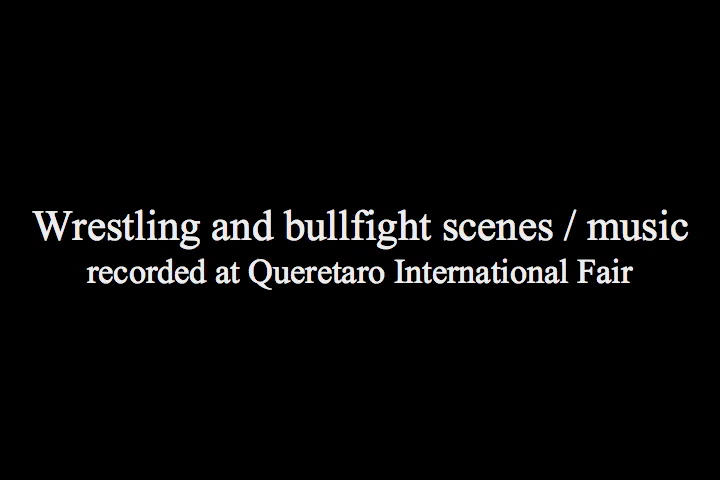 Wrestling and bullfight scenes / music
recorded at Queretaro International Fair